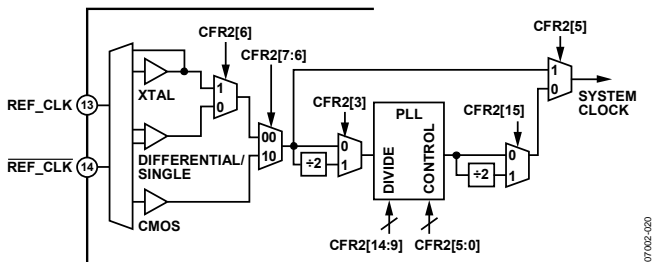 CFR2[6]
CFR2[5]
CFR2[7:6]
XTAL
1
0
REF_CLK 13
CFR2[3]
1
0
SYSTEM
CLOCK
PLL
CFR2[15]
00
10
0
1
÷2
DIVIDE
CONTROL
0
1
÷2
REF_CLK 14
DIFFERENTIAL/
SINGLE
CMOS
CFR2[14:9]
CFR2[5:0]
07002-020